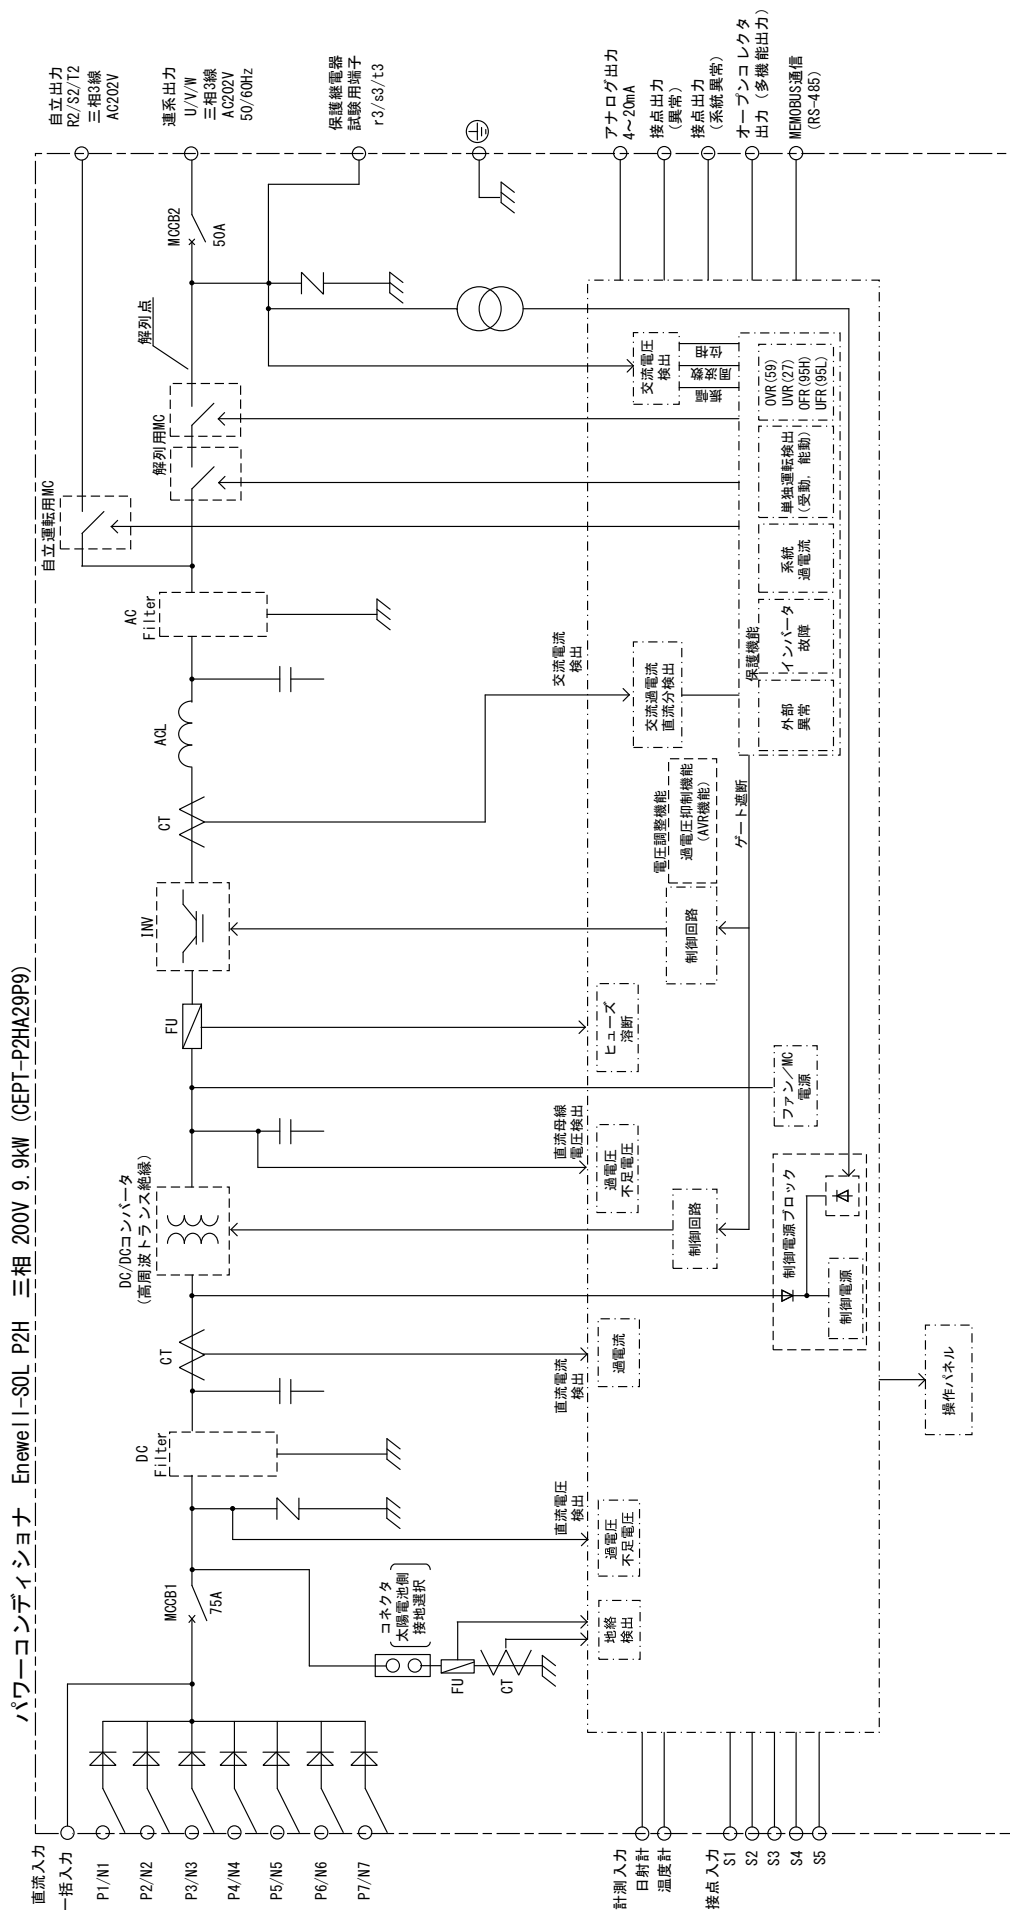 パワーコンディショナ Enewell-SOL P2H 三相 200V 9.9kW (CEPT-P2HA29P9)
直流入力
一括入力
P1/N1
P2/N2
P3/N3
P4/N4
P5/N5
P6/N6
P7/N7
MCCB1
75A
コネクタ
太陽電池側
接地選択
FU
CT
DC
Filter
CT
DC/DCコンバータ
(高周波トランス絶縁)
FU
INV
CT
ACL
AC
Filter
自立運転用MC
解列用MC
解列点
MCCB2
50A
自立出力
R2/S2/T2
三相3線
AC202V
連系出力
U/V/W
三相3線
AC202V
50/60Hz
保護継電器
試験用端子
r3/s3/t3
アナログ出力
4～20mA
接点出力
(異常)
接点出力
(系統異常)
オープンコレクタ
出力 (多機能出力)
MEMOBUS通信
(RS-485)
地絡
検出
直流電圧
検出
過電圧
不足電圧
直流電流
検出
過電流
直流母線
電圧検出
過電圧
不足電圧
ヒューズ
溶断
交流電流
検出
交流過電流
直流分検出
交流電圧
検出
振幅
周波数
位相
制御回路
制御回路
電圧調整機能
過電圧抑制機能
(AVR機能)
ゲート遮断
保護機能
外部
異常
インバータ
故障
系統
過電流
単独運転検出
(受動, 能動)
OVR(59)
UVR(27)
OFR(95H)
UFR(95L)
制御電源ブロック
制御電源
ファン／MC
電源
操作パネル
計測入力
日射計
温度計
接点入力
S1
S2
S3
S4
S5